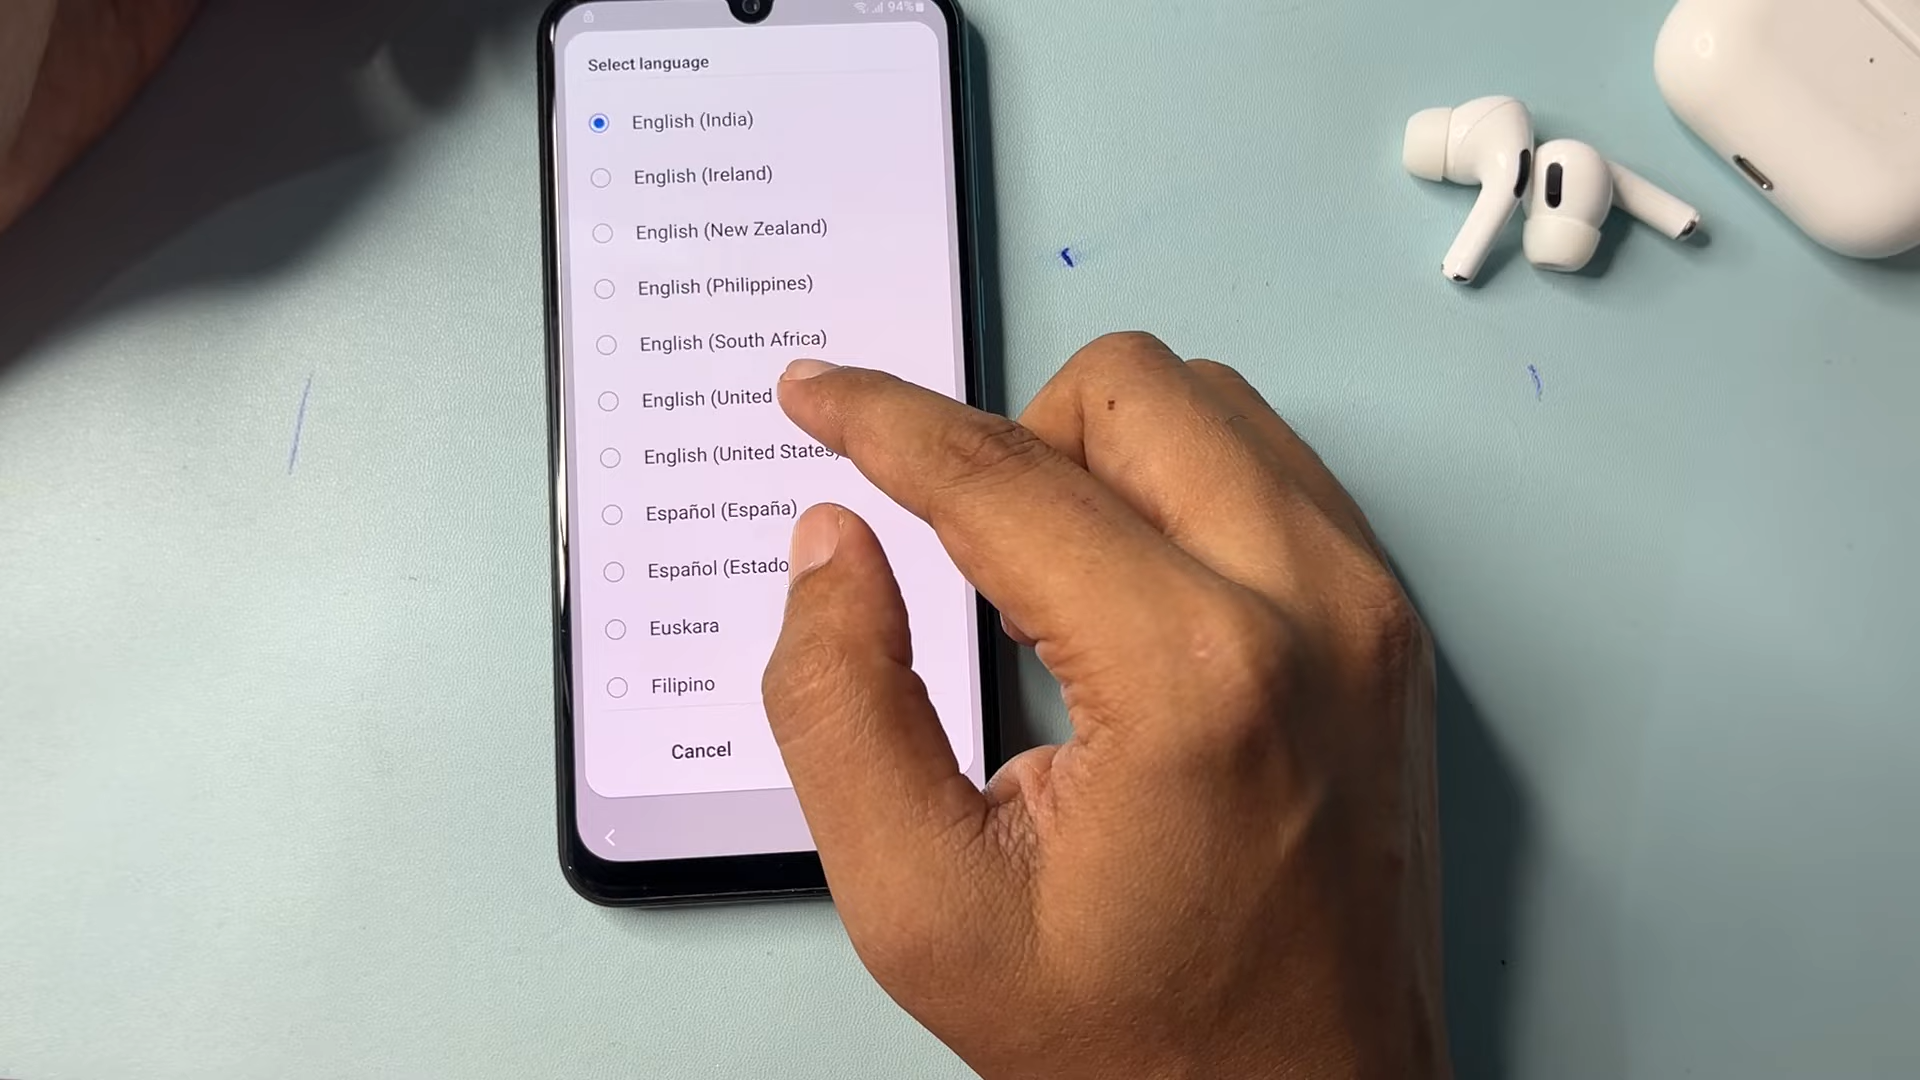 94%
Select language
English (India)
English (Ireland)
English (New Zealand)
English (Philippines)
English (South Africa)
English (United
English (United States)
Español (España)
Español (Estado
Euskara
Filipino
Cancel